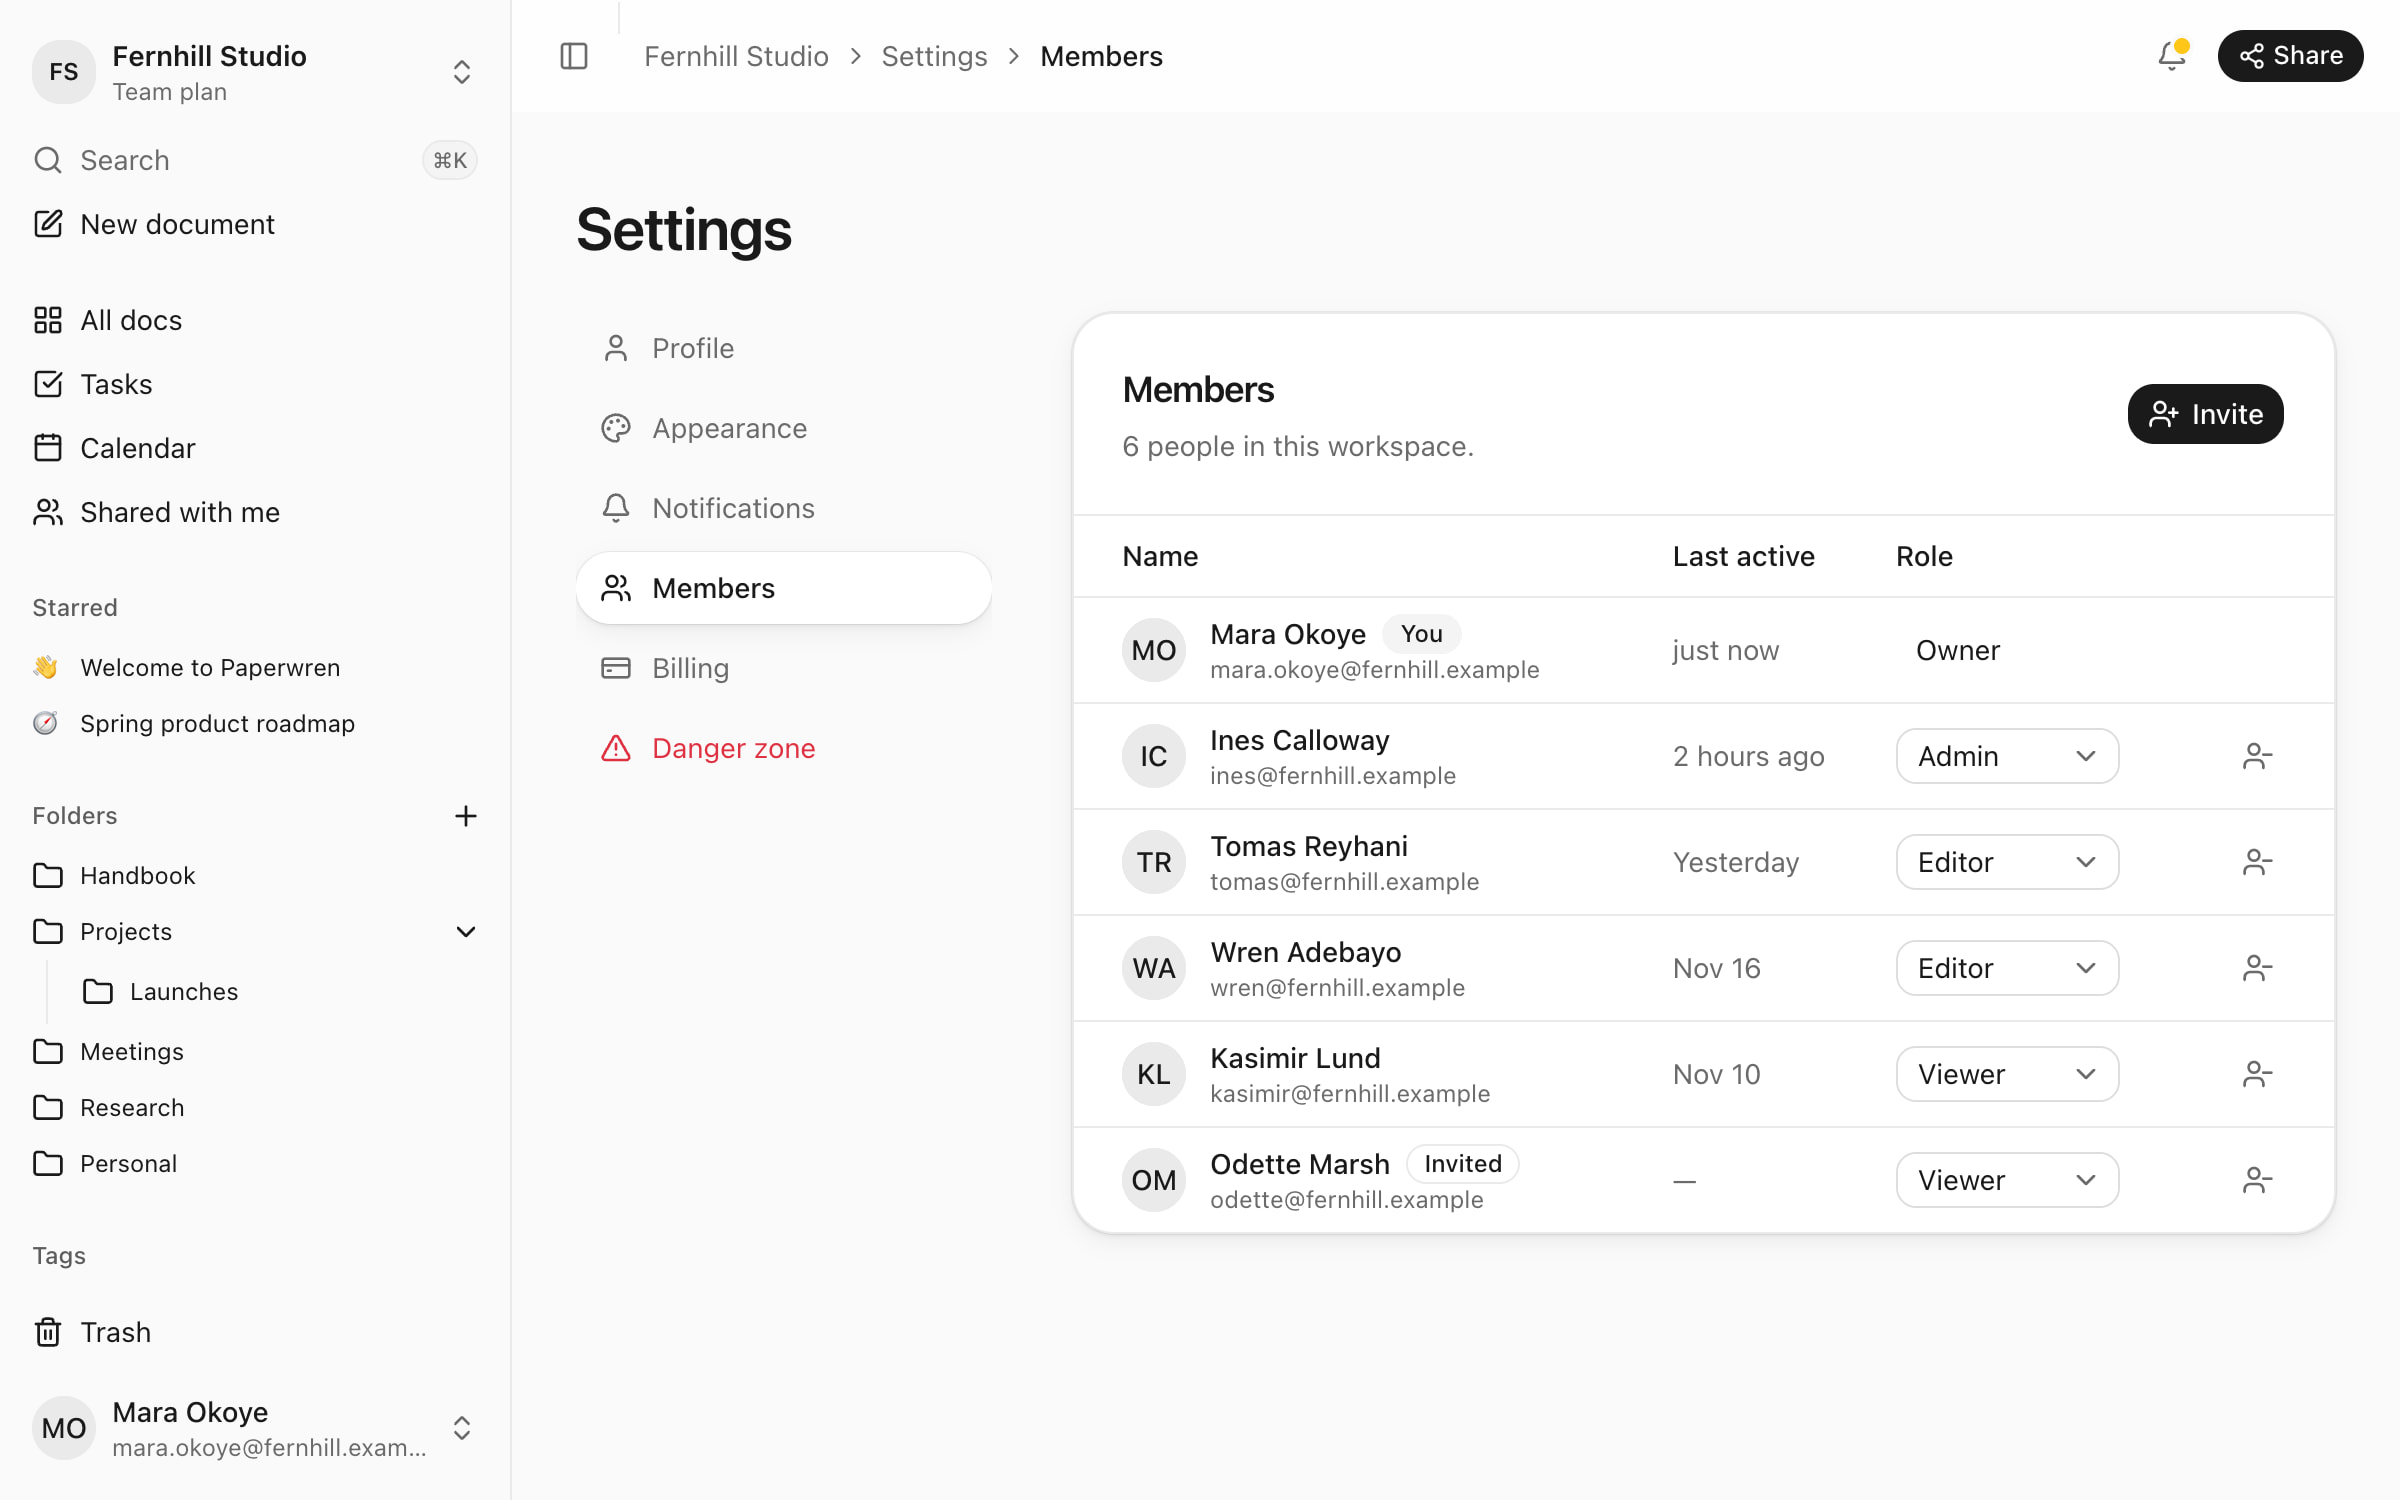 FS
Fernhill Studio
Team plan
Search
⌘K
New document
All docs
Tasks
Calendar
Shared with me
Starred
Welcome to Paperwren
Spring product roadmap
Folders
Handbook
Projects
Launches
Meetings
Research
Personal
Tags
Trash
MO
Mara Okoye
mara.okoye@fernhill.exam...
Fernhill Studio > Settings > Members
Share
Settings
Profile
Appearance
Notifications
Members
Billing
Danger zone
Members
6 people in this workspace.
Invite
Name Last active Role
MO Mara Okoye You just now Owner
mara.okoye@fernhill.example
IC Ines Calloway 2 hours ago Admin
ines@fernhill.example
TR Tomas Reyhani Yesterday Editor
tomas@fernhill.example
WA Wren Adebayo Nov 16 Editor
wren@fernhill.example
KL Kasimir Lund Nov 10 Viewer
kasimir@fernhill.example
OM Odette Marsh Invited — Viewer
odette@fernhill.example